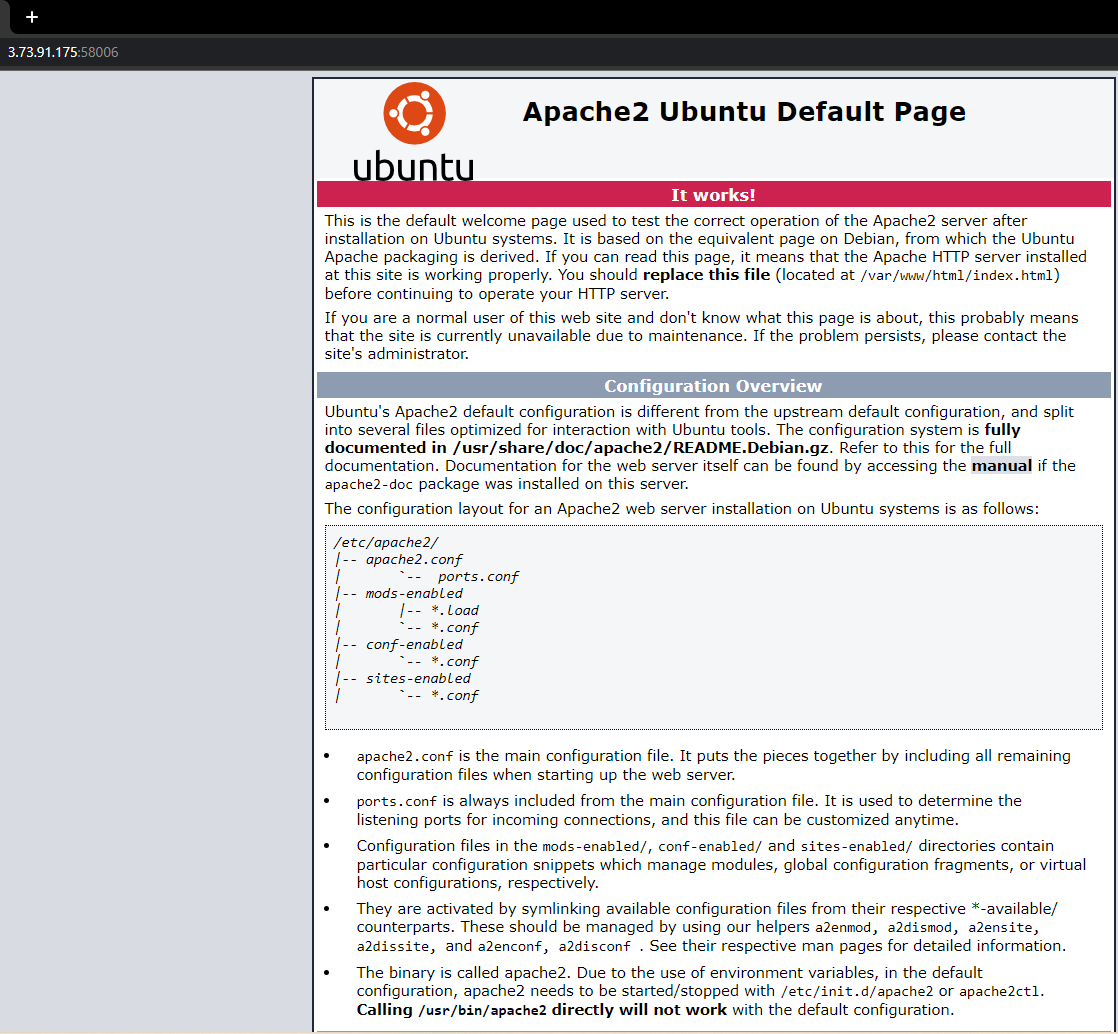 +
3.73.91.175:58006
Apache2 Ubuntu Default Page
ubuntu
It works!
This is the default welcome page used to test the correct operation of the Apache2 server after
installation on Ubuntu systems. It is based on the equivalent page on Debian, from which the Ubuntu
Apache packaging is derived. If you can read this page, it means that the Apache HTTP server installed
at this site is working properly. You should replace this file (located at /var/www/html/index.html)
before continuing to operate your HTTP server.
If you are a normal user of this web site and don't know what this page is about, this probably means
that the site is currently unavailable due to maintenance. If the problem persists, please contact the
site's administrator.
Configuration Overview
Ubuntu's Apache2 default configuration is different from the upstream default configuration, and split
into several files optimized for interaction with Ubuntu tools. The configuration system is fully
documented in /usr/share/doc/apache2/README.Debian.gz. Refer to this for the full
documentation. Documentation for the web server itself can be found by accessing the manual if the
apache2-doc package was installed on this server.
The configuration layout for an Apache2 web server installation on Ubuntu systems is as follows:
/etc/apache2/
|-- apache2.conf
|       `--  ports.conf
|-- mods-enabled
|       |-- *.load
|       `-- *.conf
|-- conf-enabled
|       `-- *.conf
|-- sites-enabled
|       `-- *.conf
• apache2.conf is the main configuration file. It puts the pieces together by including all remaining
configuration files when starting up the web server.
• ports.conf is always included from the main configuration file. It is used to determine the
listening ports for incoming connections, and this file can be customized anytime.
• Configuration files in the mods-enabled/, conf-enabled/ and sites-enabled/ directories contain
particular configuration snippets which manage modules, global configuration fragments, or virtual
host configurations, respectively.
• They are activated by symlinking available configuration files from their respective *-available/
counterparts. These should be managed by using our helpers a2enmod, a2dismod, a2ensite,
a2dissite, and a2enconf, a2disconf . See their respective man pages for detailed information.
• The binary is called apache2. Due to the use of environment variables, in the default
configuration, apache2 needs to be started/stopped with /etc/init.d/apache2 or apache2ctl.
Calling /usr/bin/apache2 directly will not work with the default configuration.